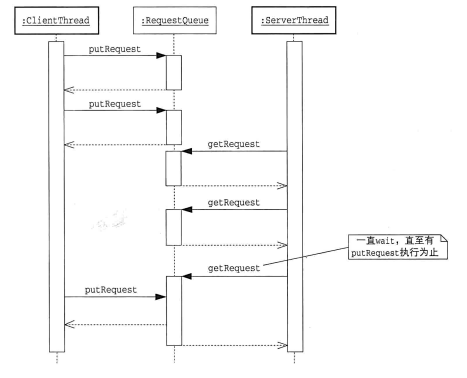 :ClientThread
:RequestQueue
:ServerThread
putRequest
putRequest
getRequest
getRequest
一直wait，直至有
putRequest执行为止
getRequest
putRequest